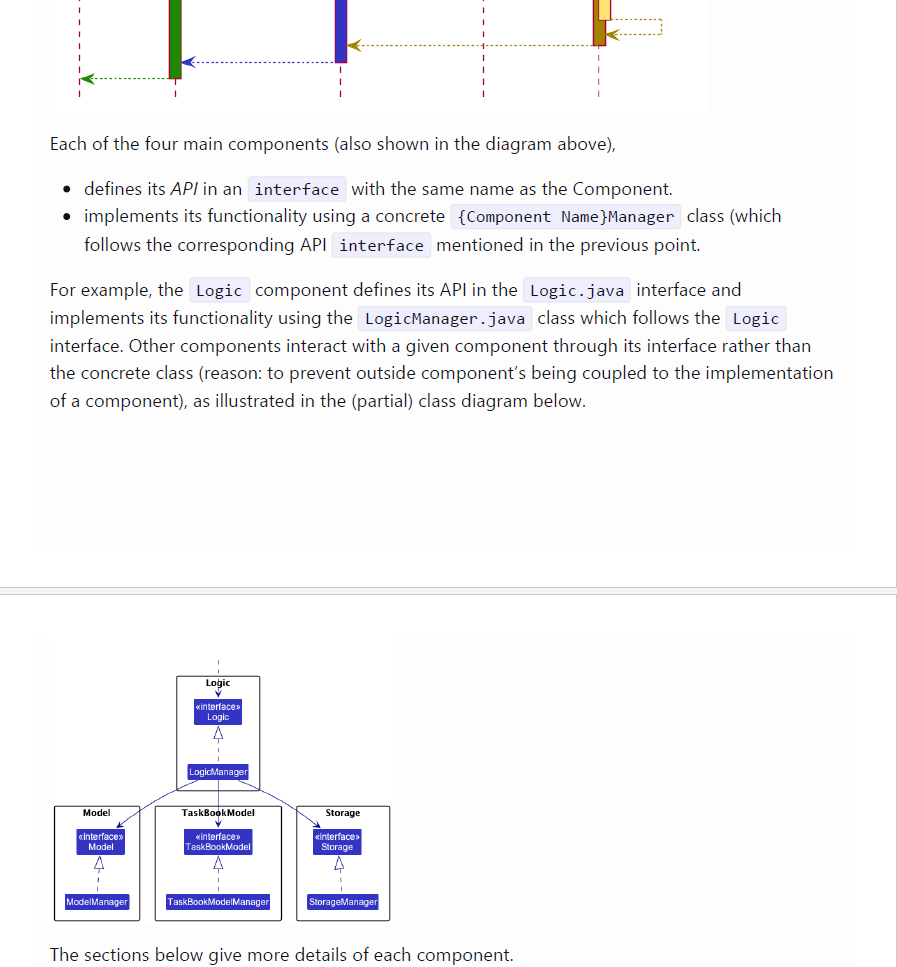 Each of the four main components (also shown in the diagram above),
• defines its API in an interface with the same name as the Component.
• implements its functionality using a concrete {Component Name}Manager class (which
follows the corresponding API interface mentioned in the previous point.
For example, the Logic component defines its API in the Logic.java interface and
implements its functionality using the LogicManager.java class which follows the Logic
interface. Other components interact with a given component through its interface rather than
the concrete class (reason: to prevent outside component's being coupled to the implementation
of a component), as illustrated in the (partial) class diagram below.
Logic
«interface»
Logic
LogicManager
Model
«interface»
Model
ModelManager
TaskBookModel
«interface»
TaskBookModel
TaskBookModelManager
Storage
«interface»
Storage
StorageManager
The sections below give more details of each component.